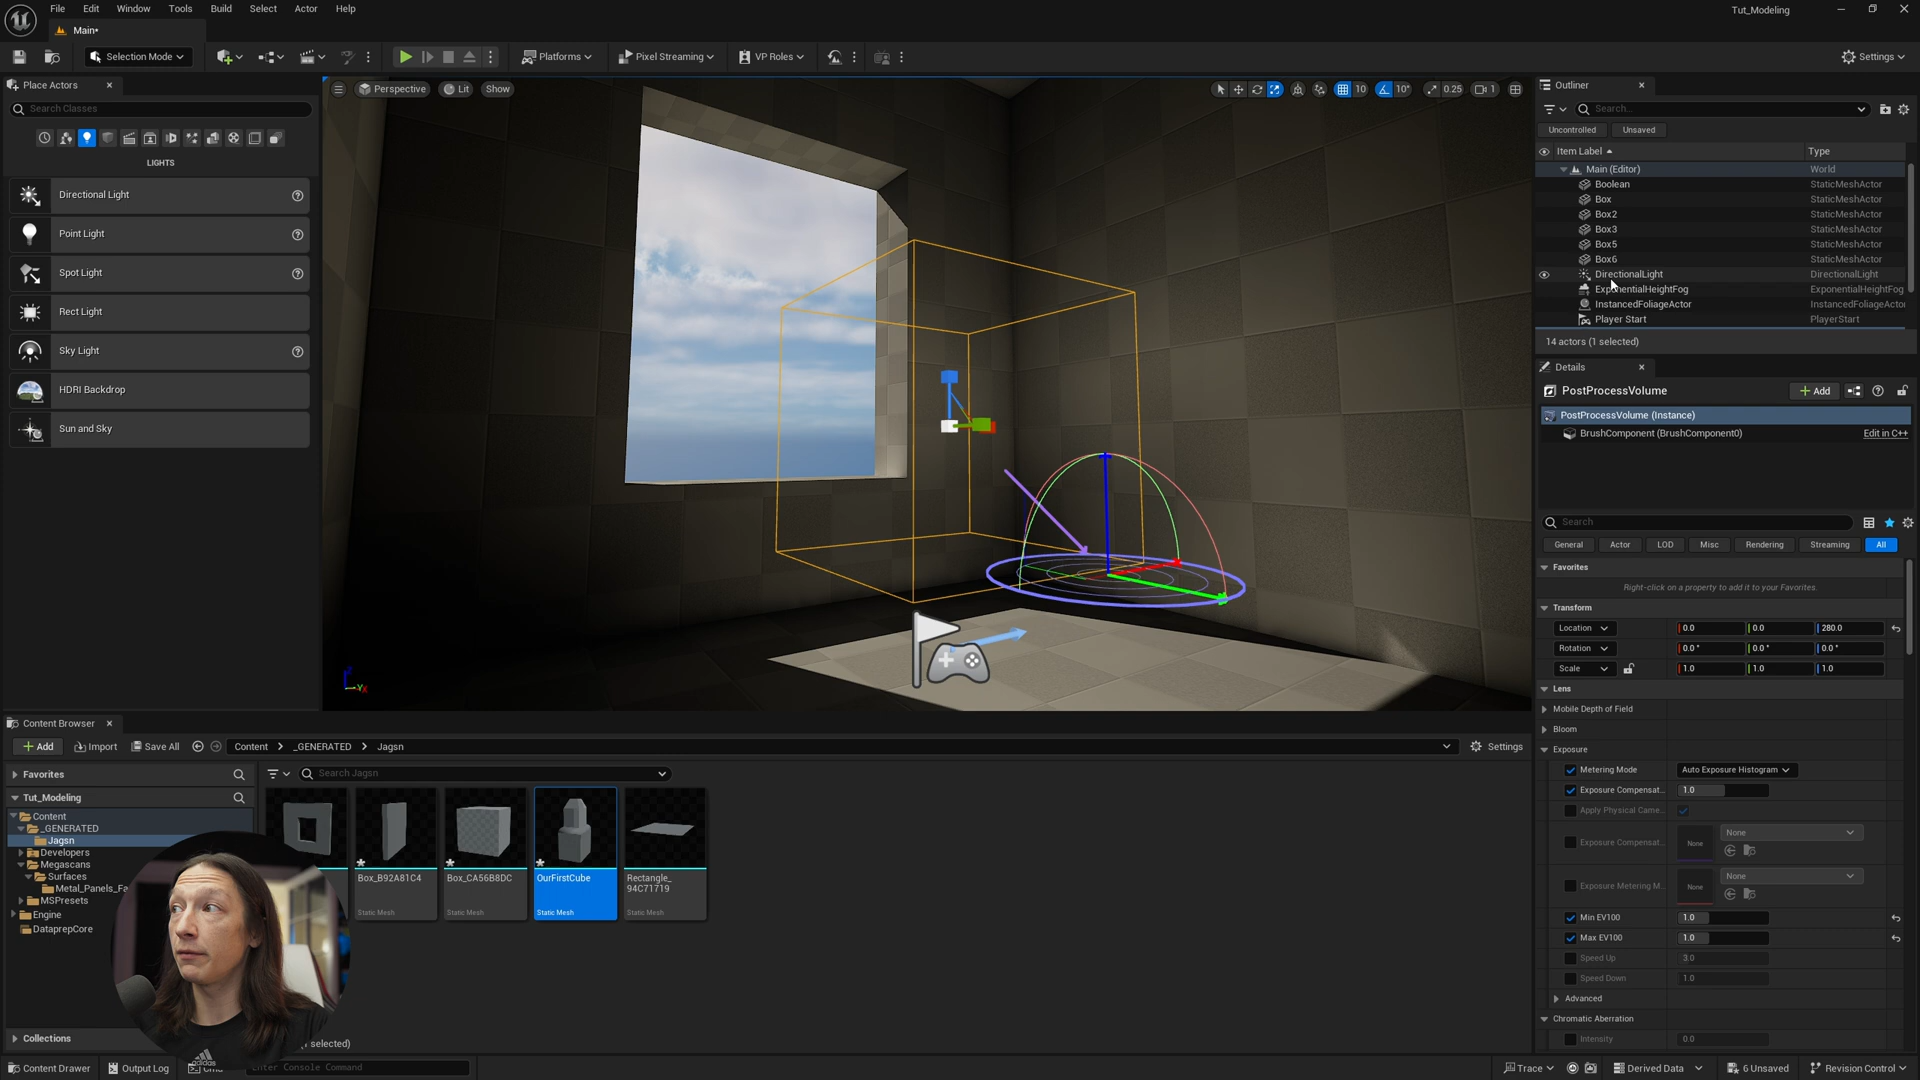 File Edit Window Tools Build Select Actor Help
Tut_Modeling
Main•
Selection Mode
Platforms
Pixel Streaming
VP Roles
Settings
Place Actors
Search Classes
LIGHTS
Directional Light
Point Light
Spot Light
Rect Light
Sky Light
HDRI Backdrop
Sun and Sky
Perspective
Lit
Show
10
10°
0.25
1
Outliner
Search...
Uncontrolled
Unsaved
Item Label
Type
Main (Editor) World
Boolean StaticMeshActor
Box StaticMeshActor
Box2 StaticMeshActor
Box3 StaticMeshActor
Box5 StaticMeshActor
Box6 StaticMeshActor
DirectionalLight DirectionalLight
ExponentialHeightFog ExponentialHeightFog
InstancedFoliageActor InstancedFoliageActor
Player Start PlayerStart
14 actors (1 selected)
Details
PostProcessVolume
+ Add
PostProcessVolume (Instance)
BrushComponent (BrushComponent0)
Edit in C++
Search
General Actor LOD Misc Rendering Streaming All
Favorites
Right-click on a property to add it to your Favorites.
Transform
Location 0.0 0.0 280.0
Rotation 0.0° 0.0° 0.0°
Scale 1.0 1.0 1.0
Lens
Mobile Depth of Field
Bloom
Exposure
Metering Mode Auto Exposure Histogram
Exposure Compensat... 1.0
Apply Physical Came...
Exposure Compensat... None None
Exposure Metering M... None None
Min EV100 1.0
Max EV100 1.0
Speed Up 3.0
Speed Down 1.0
Advanced
Chromatic Aberration
Intensity 0.0
Content Browser
+ Add
Import
Save All
Content > _GENERATED > Jagsn
Settings
Favorites
Search Jagsn
Tut_Modeling
Content
_GENERATED
Jagsn
Developers
Megascans
Surfaces
Metal_Panels_Fa
MSPresets
Engine
DataprepCore
Collections
Box_B92A81C4
Static Mesh
Box_CA56B8DC
Static Mesh
OurFirstCube
Static Mesh
Rectangle_
94C71719
Static Mesh
selected)
adidas
Content Drawer
Output Log
Cmd
Enter Console Command
Trace
Derived Data
6 Unsaved
Revision Control